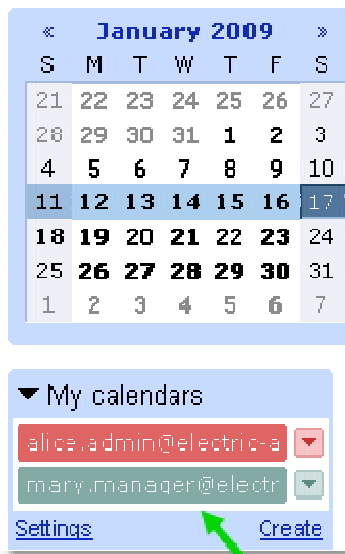 « January 2009 »
S M T W T F S
21 22 23 24 25 26 27
28 29 30 31 1 2 3
4 5 6 7 8 9 10
11 12 13 14 15 16 17
18 19 20 21 22 23 24
25 26 27 28 29 30 31
1 2 3 4 5 6 7
My calendars
alice.admin@electric-a
mary.manager@electr
Settings Create